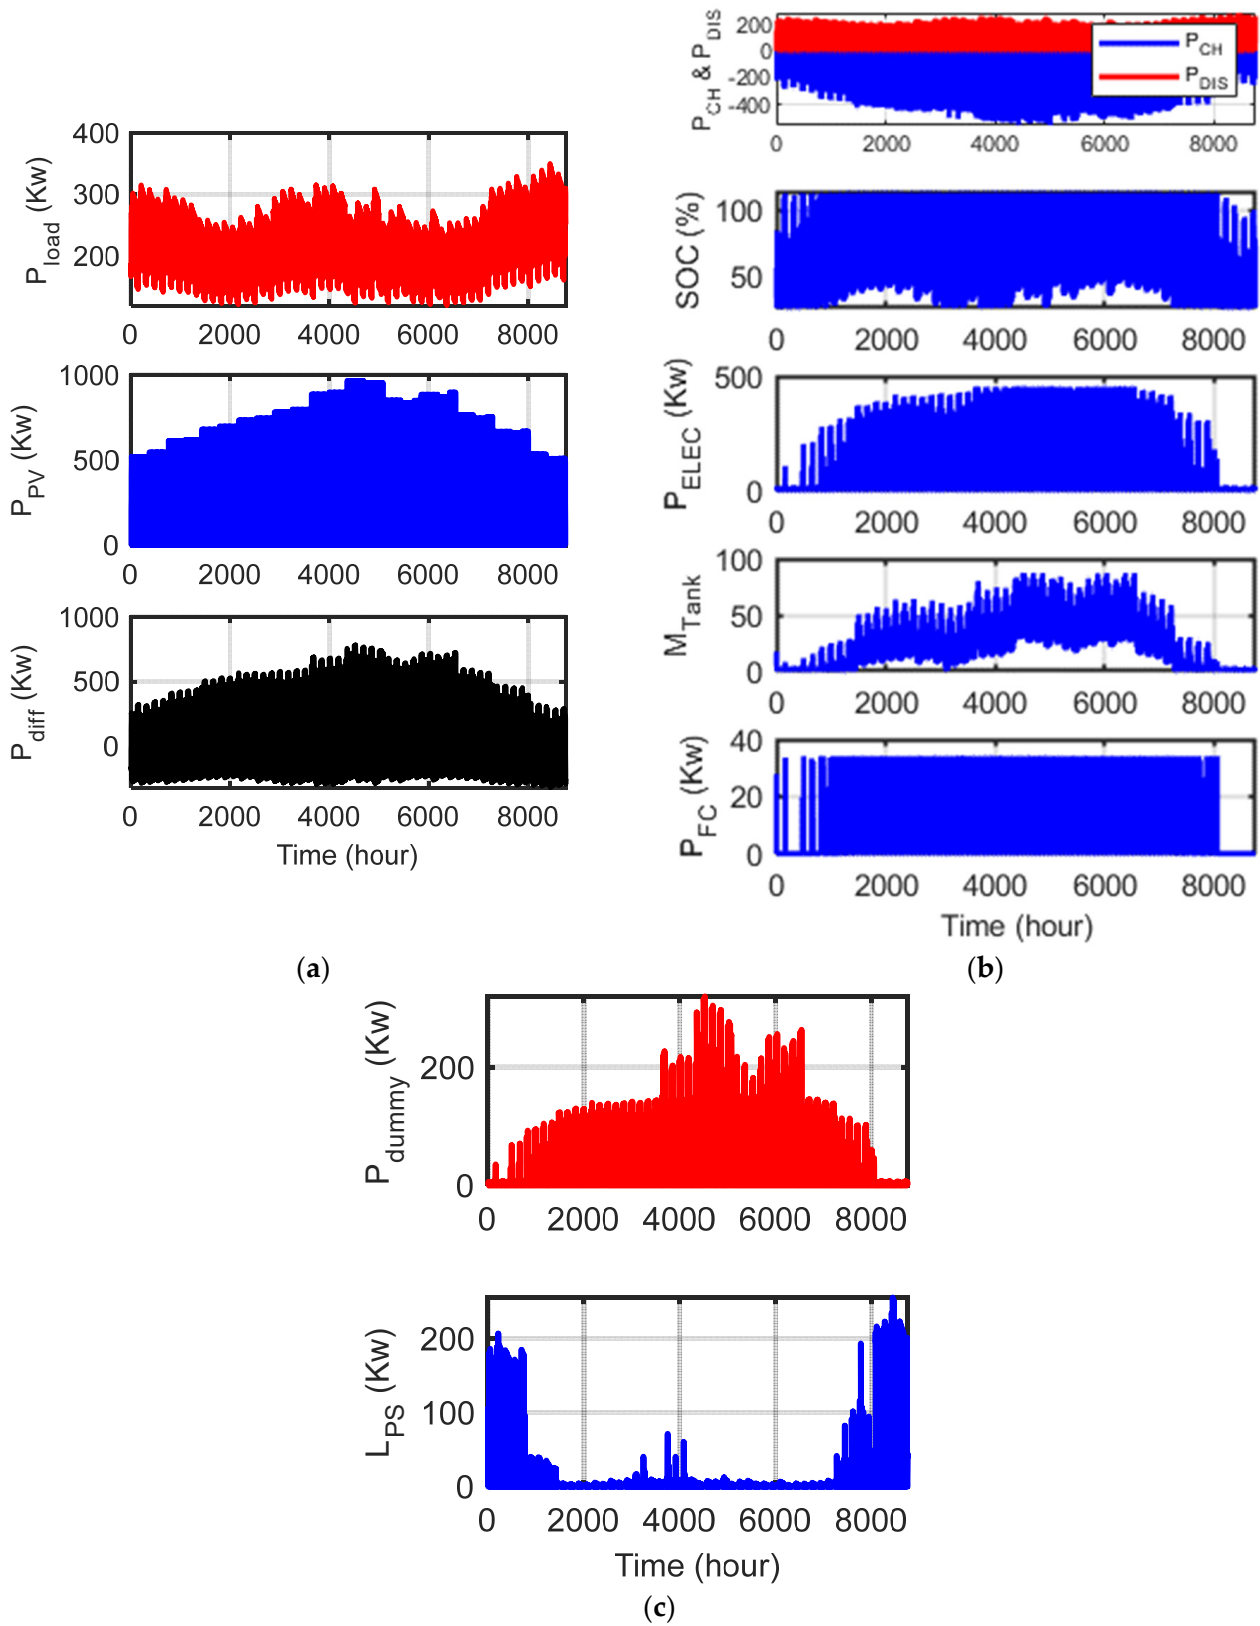 400
300
200
P_load (Kw)
0 2000 4000 6000 8000
1000
500
0
P_PV (Kw)
0 2000 4000 6000 8000
1000
500
0
P_diff (Kw)
0 2000 4000 6000 8000
Time (hour)
(a)
200
0
-200
-400
P_CH & P_DIS
P_CH
P_DIS
0 2000 4000 6000 8000
100
50
SOC (%)
0 2000 4000 6000 8000
500
0
P_ELEC (Kw)
0 2000 4000 6000 8000
100
50
0
M_Tank
0 2000 4000 6000 8000
40
20
0
P_FC (Kw)
0 2000 4000 6000 8000
Time (hour)
(b)
200
0
P_dummy (Kw)
0 2000 4000 6000 8000
200
100
0
L_PS (Kw)
0 2000 4000 6000 8000
Time (hour)
(c)